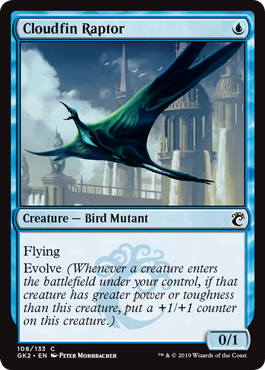 Cloudfin Raptor
Creature — Bird Mutant
Flying
Evolve (Whenever a creature enters
the battlefield under your control, if that
creature has greater power or toughness
than this creature, put a +1/+1 counter
on this creature.)
0/1
108/133 C
GK2 • EN Peter Mohrbacher
™ & © 2019 Wizards of the Coast